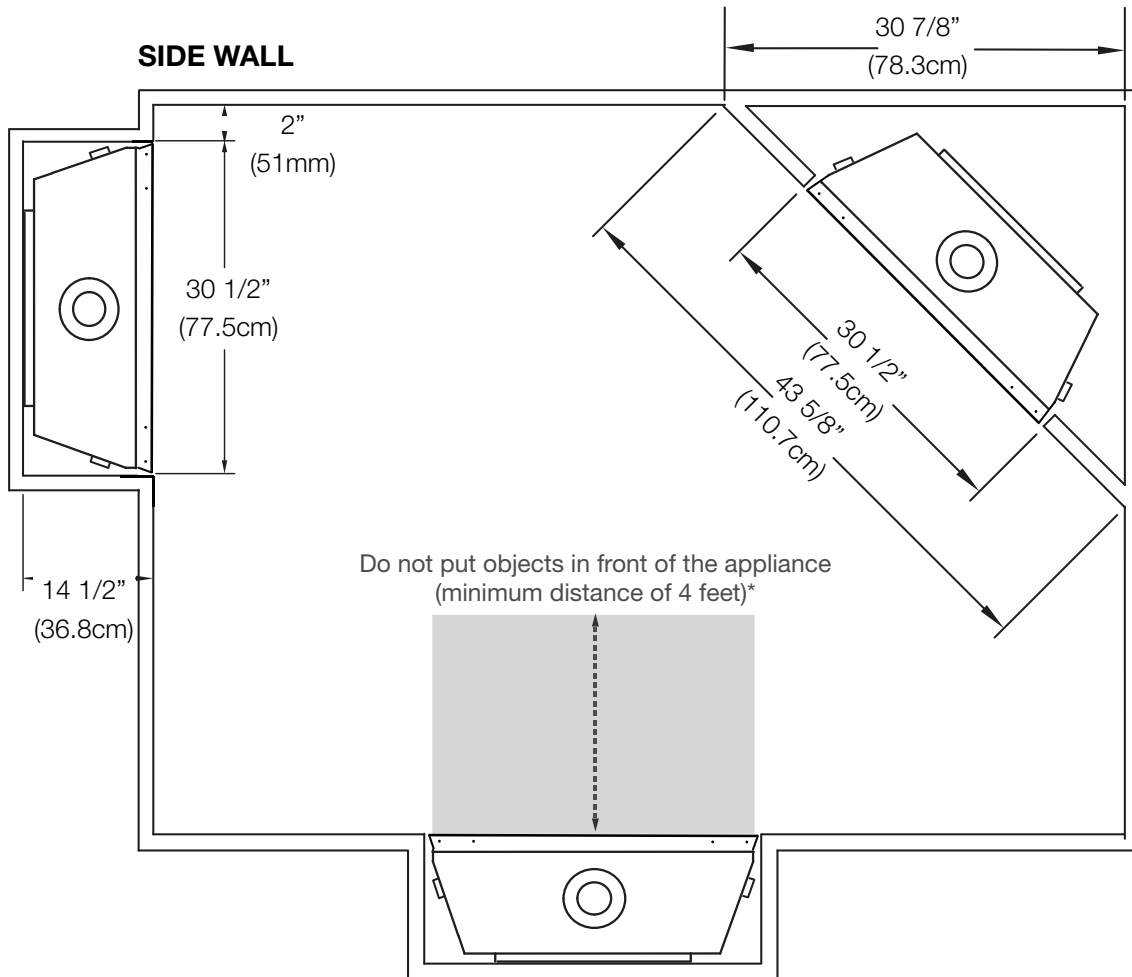 SIDE WALL
30 7/8”
(78.3cm)
2”
(51mm)
30 1/2”
(77.5cm)
30 1/2”
(77.5cm)
43 5/8”
(110.7cm)
Do not put objects in front of the appliance
(minimum distance of 4 feet)*
14 1/2”
(36.8cm)